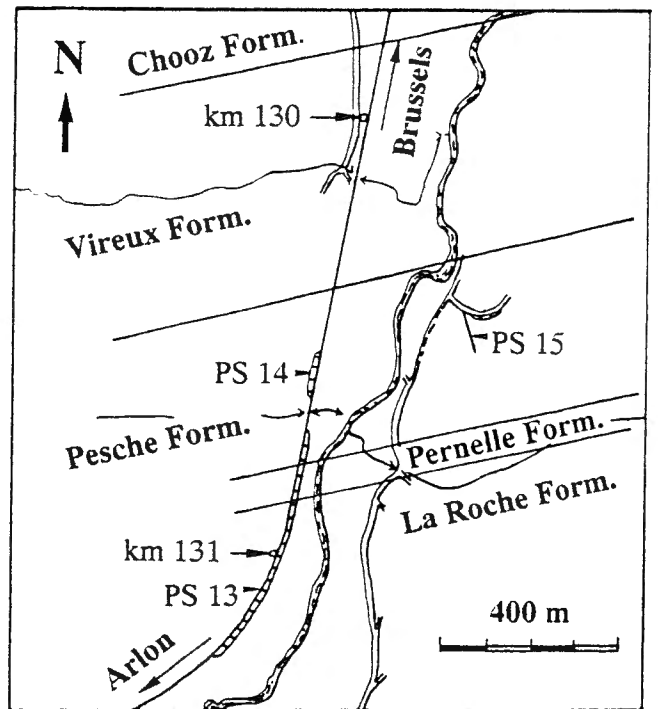 Chooz Form.
N
km 130
Brussels
Vireux Form.
PS 15
PS 14
Pesche Form.
Pernelle Form.
La Roche Form.
km 131
PS 13
400 m
Arlon